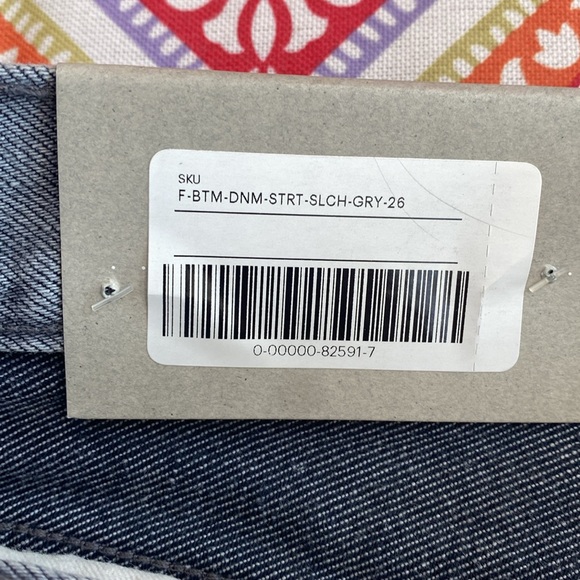 SKU
F-BTM-DNM-STRT-SLCH-GRY-26
0-00000-82591-7